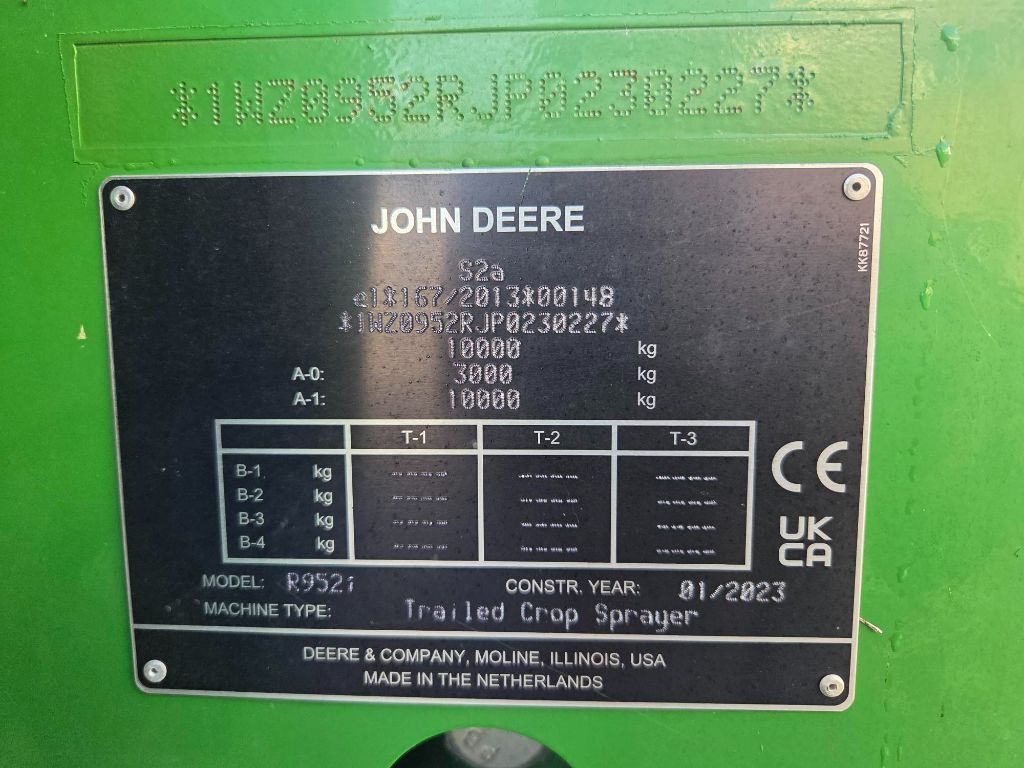 *1WZ0952RJP0230227*
JOHN DEERE
KK87721
S2a
e1*167/2013*00148
*1WZ0952RJP0230227*
10000 kg
A-0: 3000 kg
A-1: 10000 kg
T-1 T-2 T-3
B-1 kg --- --- ---
B-2 kg --- --- ---
B-3 kg --- --- ---
B-4 kg --- --- ---
CE
UK
CA
MODEL: R952i CONSTR. YEAR: 01/2023
MACHINE TYPE: Trailed Crop Sprayer
DEERE & COMPANY, MOLINE, ILLINOIS, USA
MADE IN THE NETHERLANDS